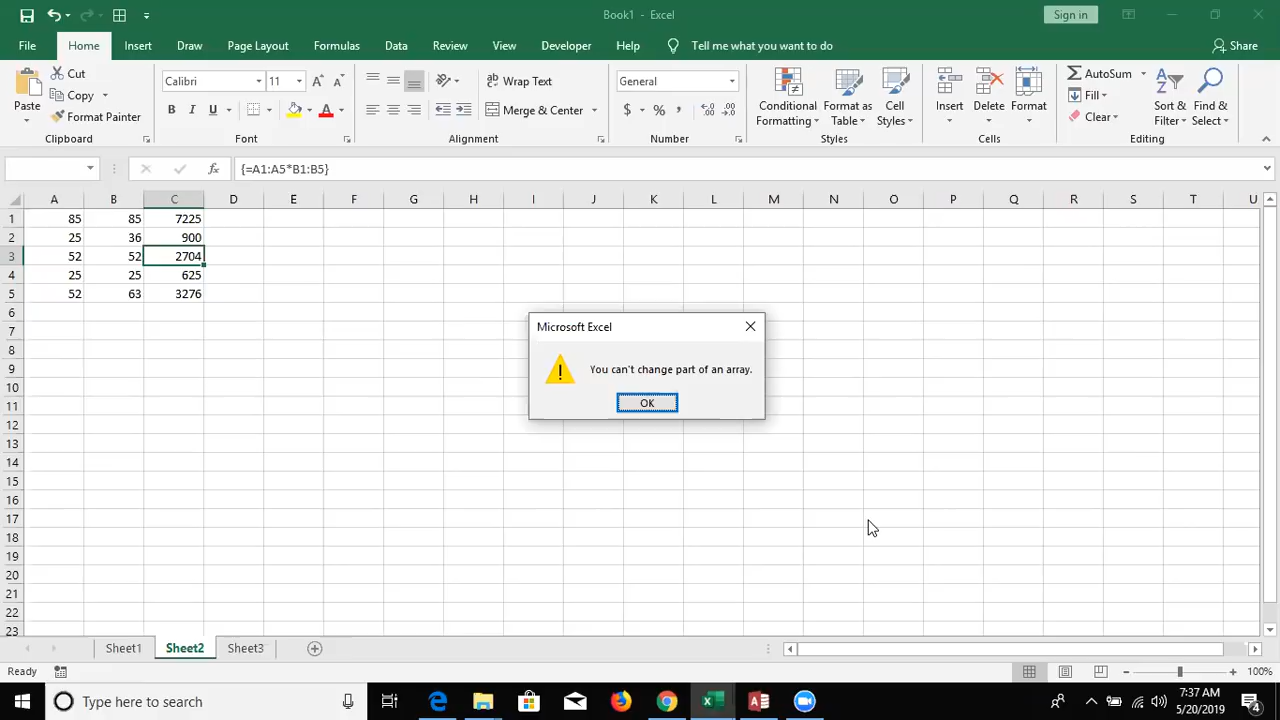 Book1 - Excel
Sign in
File Home Insert Draw Page Layout Formulas Data Review View Developer Help Tell me what you want to do Share
Paste
Cut
Copy
Format Painter
Clipboard
Calibri 11
B I U
Font
Wrap Text
Merge & Center
Alignment
General
$ % ,
Number
Conditional Formatting
Format as Table
Cell Styles
Styles
Insert
Delete
Format
Cells
AutoSum
Fill
Clear
Sort & Filter
Find & Select
Editing
fx {=A1:A5*B1:B5}
A B C D E F G H I J K L M N O P Q R S T U
1 85 85 7225
2 25 36 900
3 52 52 2704
4 25 25 625
5 52 63 3276
6
7
8
9
10
11
12
13
14
15
16
17
18
19
20
21
22
23
Microsoft Excel
You can't change part of an array.
OK
Sheet1 Sheet2 Sheet3
Ready
100%
Type here to search
7:37 AM
5/20/2019
4